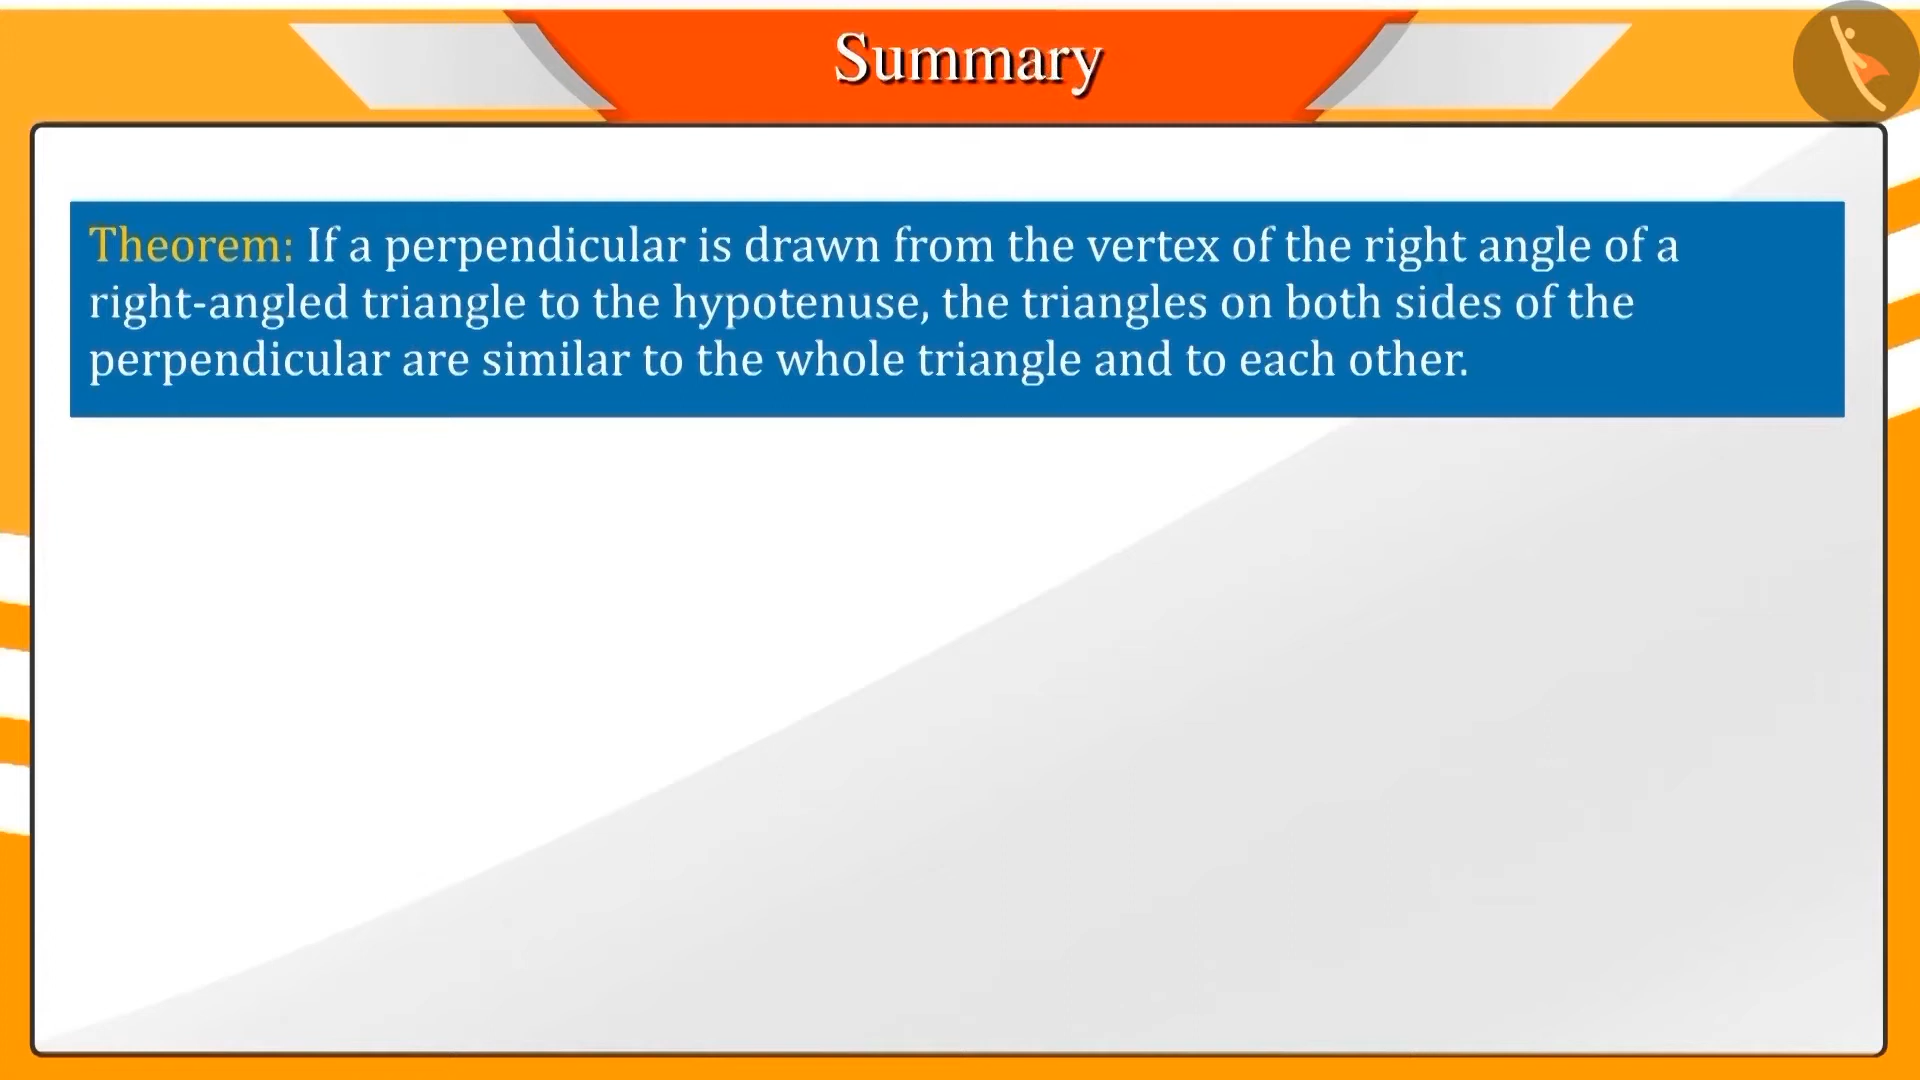 Summary
Theorem: If a perpendicular is drawn from the vertex of the right angle of a
right-angled triangle to the hypotenuse, the triangles on both sides of the
perpendicular are similar to the whole triangle and to each other.